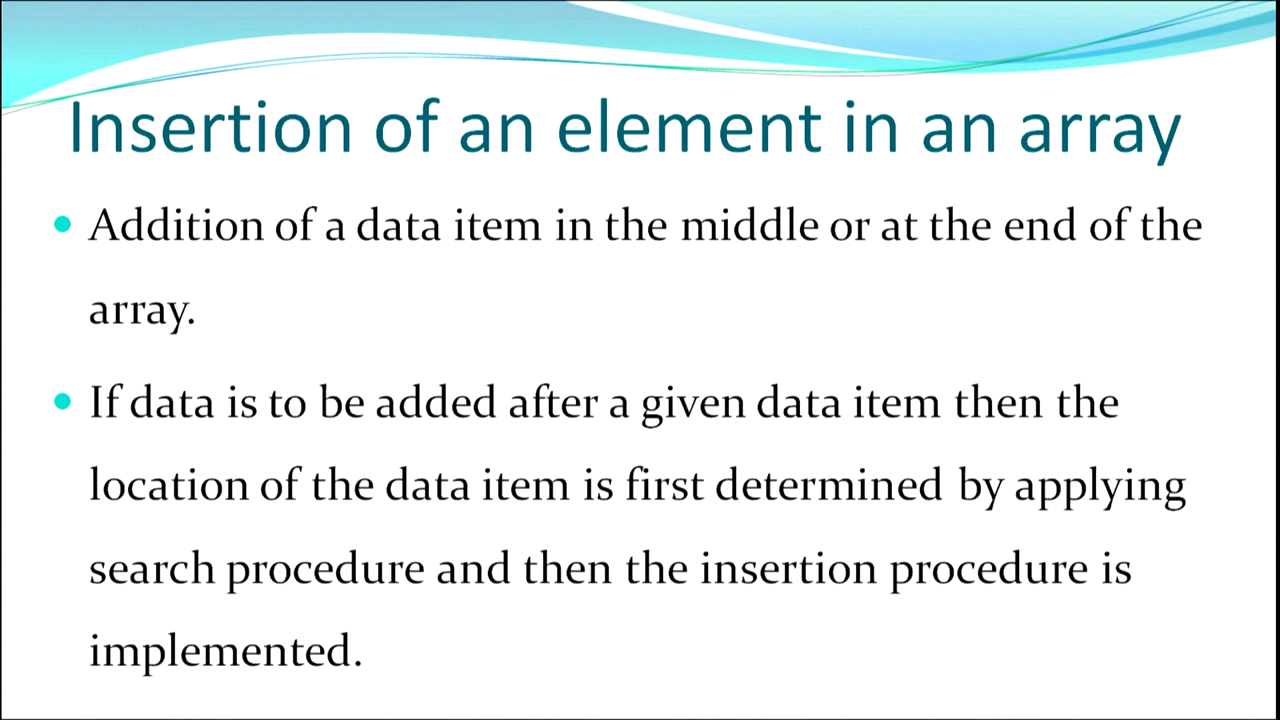 Insertion of an element in an array
• Addition of a data item in the middle or at the end of the
array.
• If data is to be added after a given data item then the
location of the data item is first determined by applying
search procedure and then the insertion procedure is
implemented.